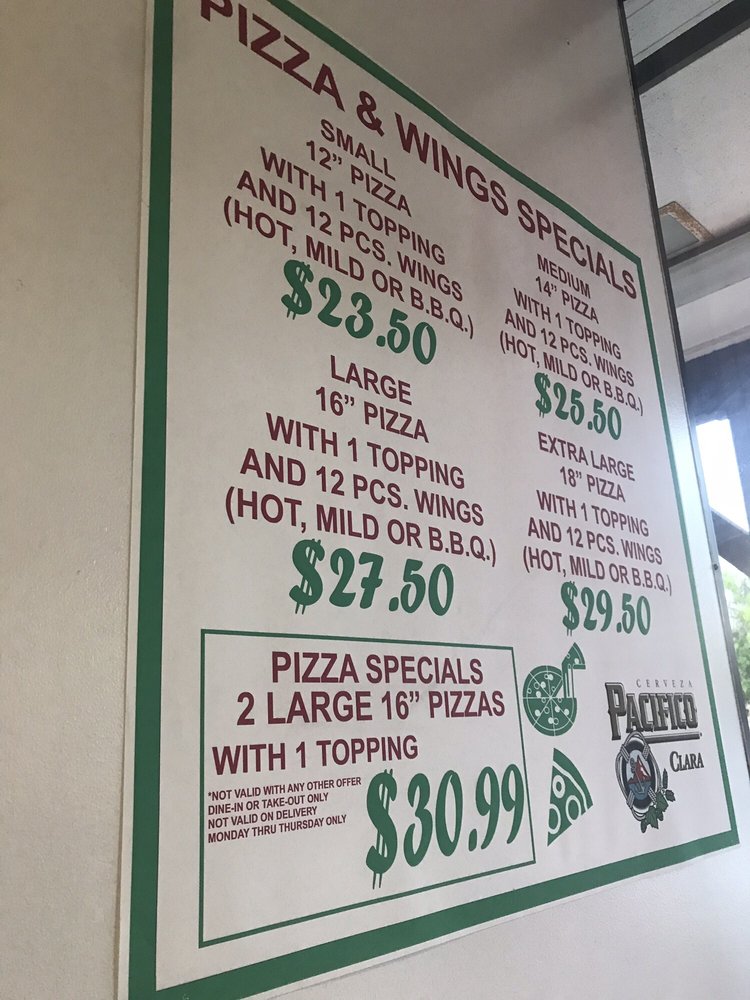 PIZZA & WINGS SPECIALS
SMALL
12” PIZZA
WITH 1 TOPPING
AND 12 PCS. WINGS
(HOT, MILD OR B.B.Q.)
$23.50
MEDIUM
14” PIZZA
WITH 1 TOPPING
AND 12 PCS. WINGS
(HOT, MILD OR B.B.Q.)
$25.50
LARGE
16” PIZZA
WITH 1 TOPPING
AND 12 PCS. WINGS
(HOT, MILD OR B.B.Q.)
$27.50
EXTRA LARGE
18” PIZZA
WITH 1 TOPPING
AND 12 PCS. WINGS
(HOT, MILD OR B.B.Q.)
$29.50
PIZZA SPECIALS
2 LARGE 16” PIZZAS
WITH 1 TOPPING
*NOT VALID WITH ANY OTHER OFFER
DINE-IN OR TAKE-OUT ONLY
NOT VALID ON DELIVERY
MONDAY THRU THURSDAY ONLY
$30.99
CERVEZA
PACIFICO
CLARA